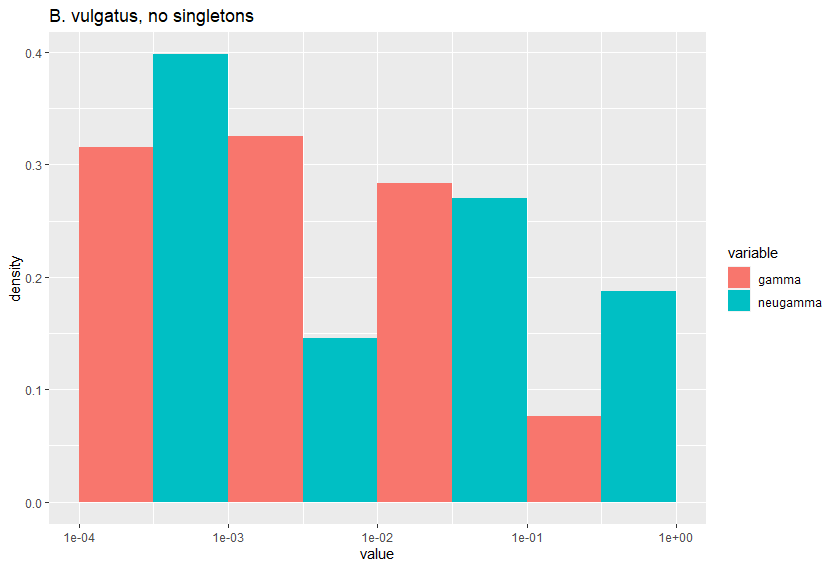 B. vulgatus, no singletons
density
0.4
0.3
0.2
0.1
0.0
1e-04 1e-03 1e-02 1e-01 1e+00
value
variable
gamma
neugamma